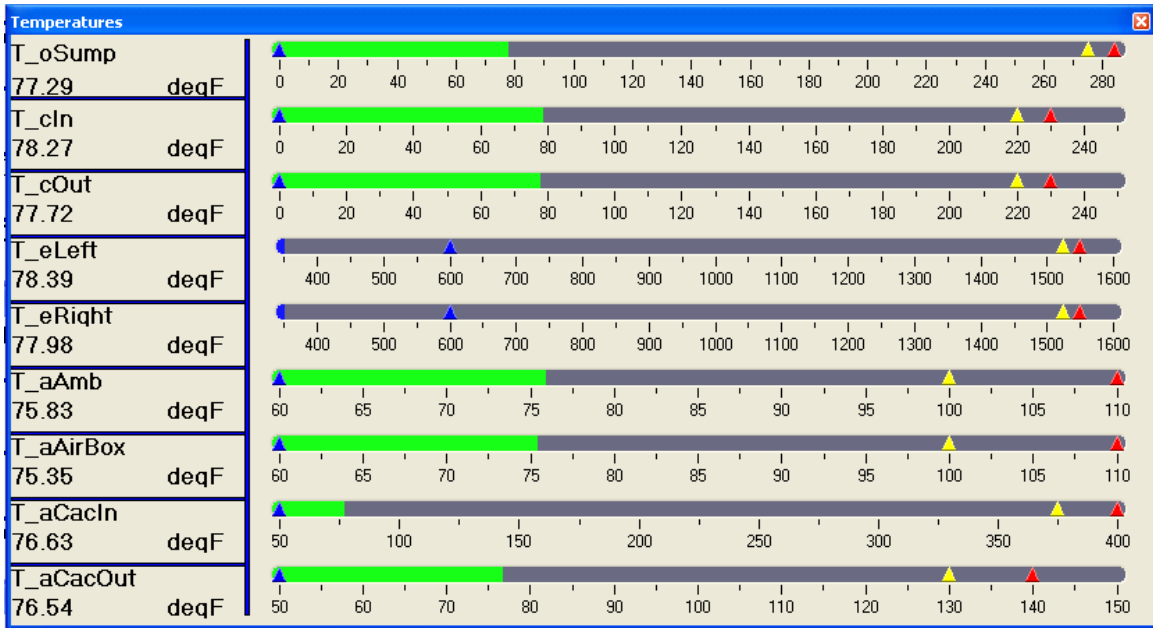 Temperatures
T_oSump
77.29 degF
0 20 40 60 80 100 120 140 160 180 200 220 240 260 280
T_cIn
78.27 degF
0 20 40 60 80 100 120 140 160 180 200 220 240
T_cOut
77.72 degF
0 20 40 60 80 100 120 140 160 180 200 220 240
T_eLeft
78.39 degF
400 500 600 700 800 900 1000 1100 1200 1300 1400 1500 1600
T_eRight
77.98 degF
400 500 600 700 800 900 1000 1100 1200 1300 1400 1500 1600
T_aAmb
75.83 degF
60 65 70 75 80 85 90 95 100 105 110
T_aAirBox
75.35 degF
60 65 70 75 80 85 90 95 100 105 110
T_aCacIn
76.63 degF
50 100 150 200 250 300 350 400
T_aCacOut
76.54 degF
50 60 70 80 90 100 110 120 130 140 150